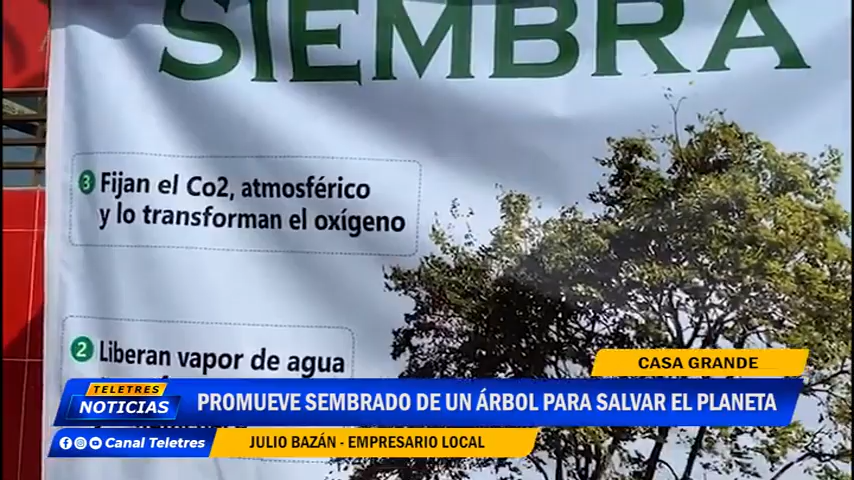 SIEMBRA
3 Fijan el Co2, atmosférico
y lo transforman el oxígeno
2 Liberan vapor de agua
CASA GRANDE
TELETRES
NOTICIAS
PROMUEVE SEMBRADO DE UN ÁRBOL PARA SALVAR EL PLANETA
Canal Teletres
JULIO BAZÁN - EMPRESARIO LOCAL